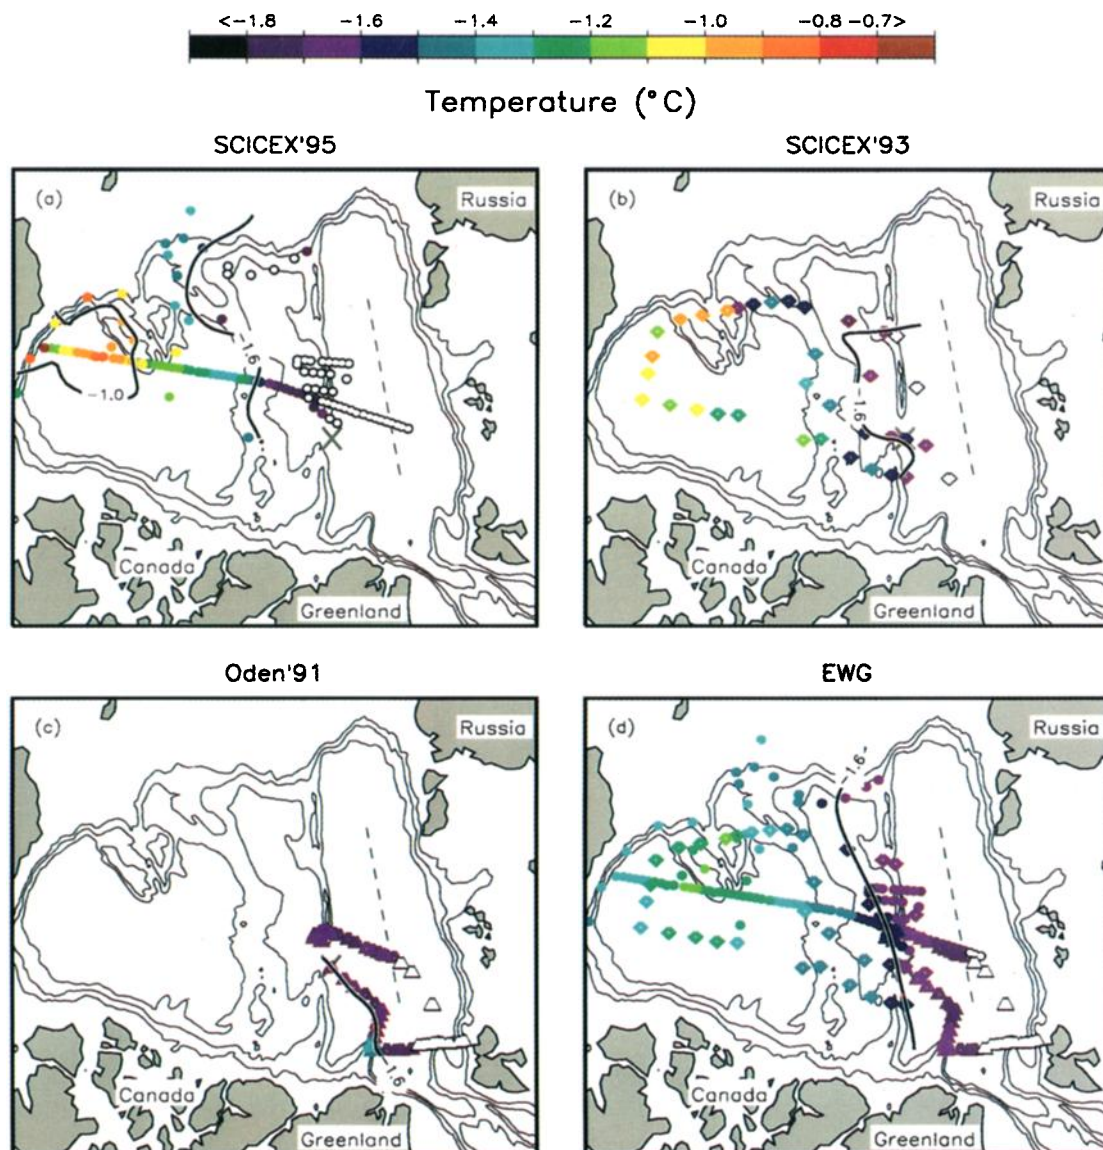 <-1.8 -1.6 -1.4 -1.2 -1.0 -0.8 -0.7>
Temperature (°C)
SCICEX'95 SCICEX'93
(a) Russia (b) Russia
-1.6
-1.0
-1.6
Canada Canada
Greenland Greenland
Oden'91 EWG
(c) Russia (d) Russia
-1.6
-1.6
Canada Canada
Greenland Greenland